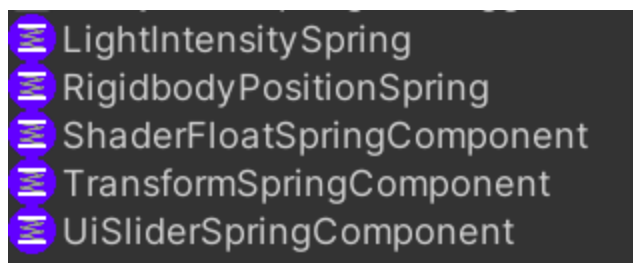 LightIntensitySpring
RigidbodyPositionSpring
ShaderFloatSpringComponent
TransformSpringComponent
UiSliderSpringComponent